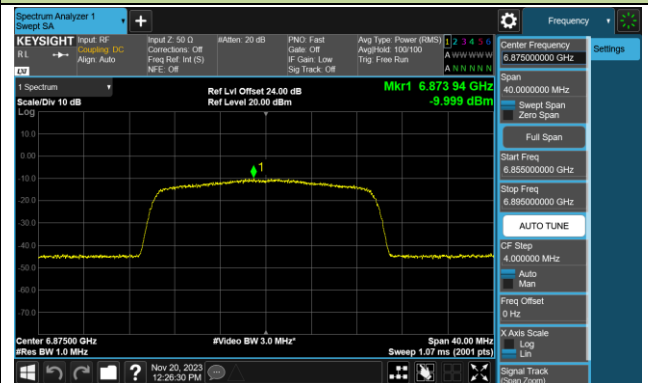 Spectrum Analyzer 1
Swept SA
Frequency
KEYSIGHT
RL
Input: RF
Coupling: DC
Align: Auto
Input Z: 50 Ω
Corrections: Off
Freq Ref: Int (S)
NFE: Off
#Atten: 20 dB
PNO: Fast
Gate: Off
IF Gain: Low
Sig Track: Off
Avg Type: Power (RMS)
Avg|Hold: 100/100
Trig: Free Run
1 2 3 4 5 6
A W W W W W
A N N N N N
1 Spectrum
Scale/Div 10 dB
Log
Ref Lvl Offset 24.00 dB
Ref Level 20.00 dBm
Mkr1 6.873 94 GHz
-9.999 dBm
1
10.0
0.00
-10.0
-20.0
-30.0
-40.0
-50.0
-60.0
-70.0
Center 6.87500 GHz
#Res BW 1.0 MHz
#Video BW 3.0 MHz*
Span 40.00 MHz
Sweep 1.07 ms (2001 pts)
Nov 20, 2023
12:26:30 PM
Center Frequency
6.875000000 GHz
Settings
Span
40.0000000 MHz
Swept Span
Zero Span
Full Span
Start Freq
6.855000000 GHz
Stop Freq
6.895000000 GHz
AUTO TUNE
CF Step
4.000000 MHz
Auto
Man
Freq Offset
0 Hz
X Axis Scale
Log
Lin
Signal Track
(Span Zoom)